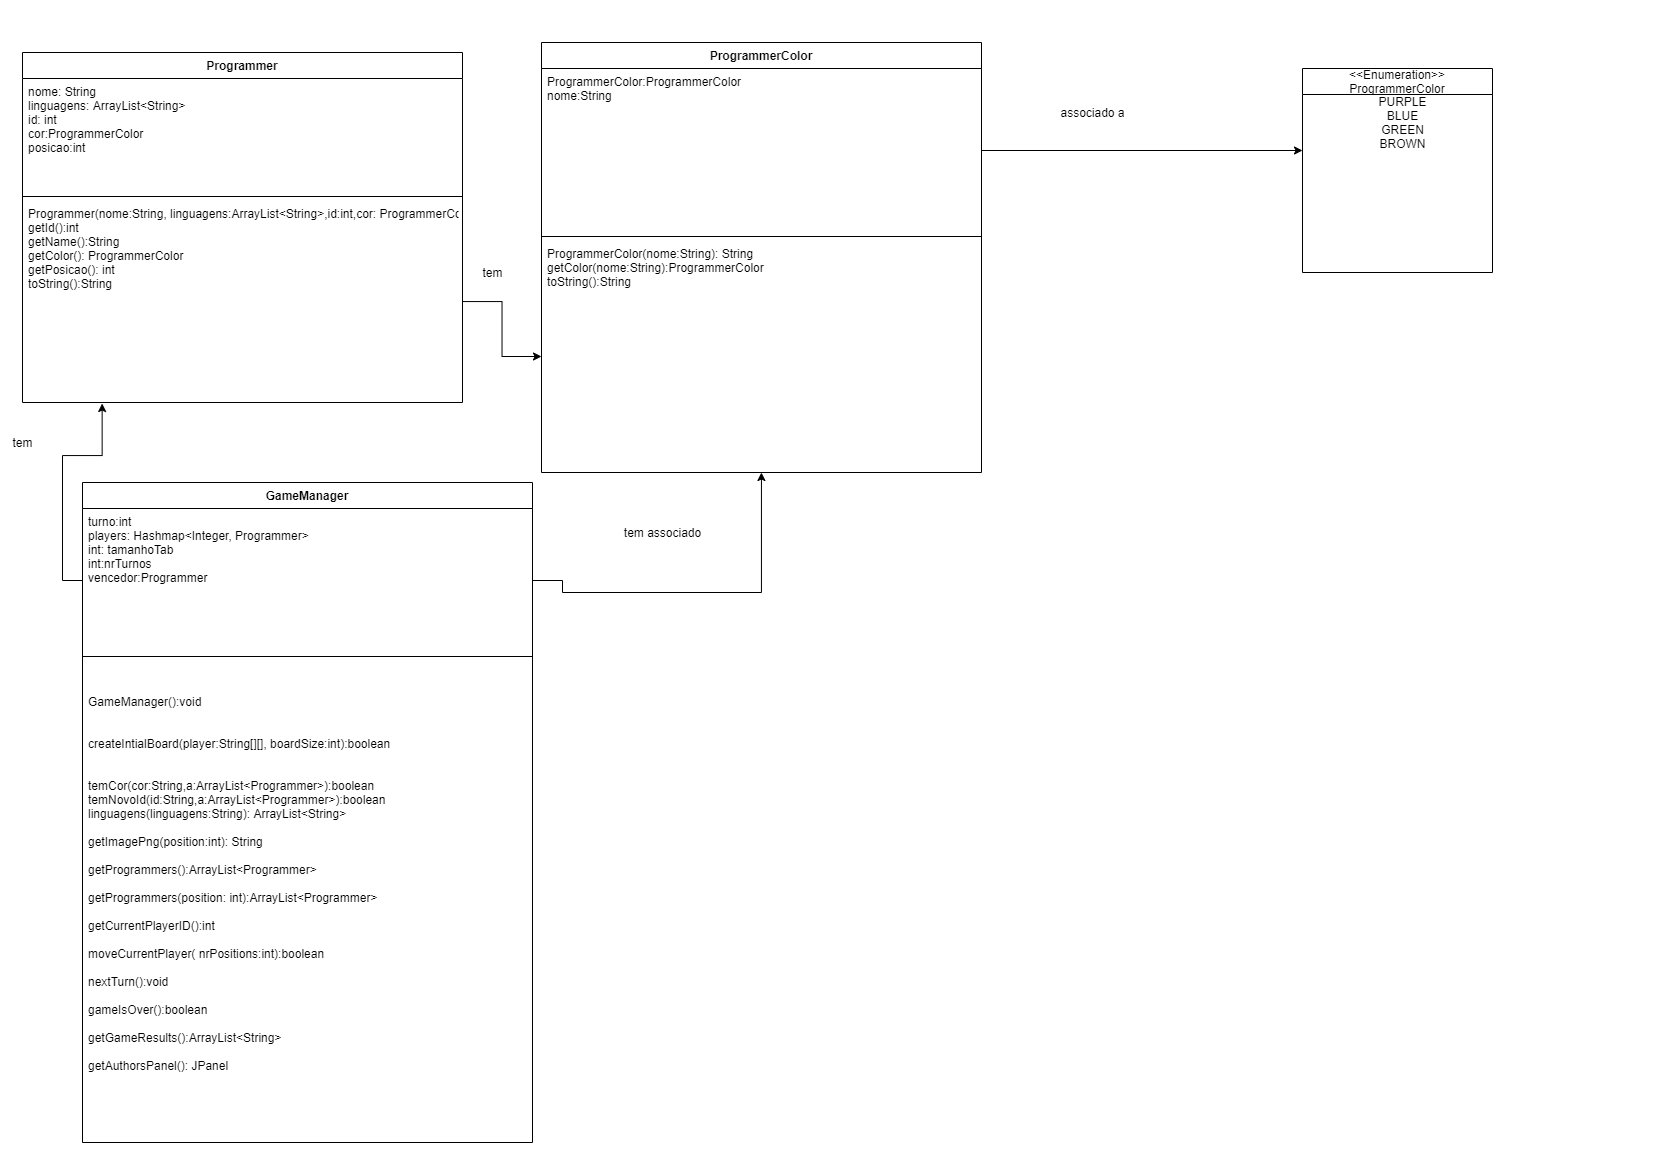 Programmer
nome: String
linguagens: ArrayList<String>
id: int
cor:ProgrammerColor
posicao:int
Programmer(nome:String, linguagens:ArrayList<String>,id:int,cor: ProgrammerCo
getId():int
getName():String
getColor(): ProgrammerColor
getPosicao(): int
toString():String
tem
ProgrammerColor
ProgrammerColor:ProgrammerColor
nome:String
ProgrammerColor(nome:String): String
getColor(nome:String):ProgrammerColor
toString():String
associado a
<<Enumeration>>
ProgrammerColor
PURPLE
BLUE
GREEN
BROWN
tem
GameManager
turno:int
players: Hashmap<Integer, Programmer>
int: tamanhoTab
int:nrTurnos
vencedor:Programmer
tem associado
GameManager():void
createIntialBoard(player:String[][], boardSize:int):boolean
temCor(cor:String,a:ArrayList<Programmer>):boolean
temNovoId(id:String,a:ArrayList<Programmer>):boolean
linguagens(linguagens:String): ArrayList<String>
getImagePng(position:int): String
getProgrammers():ArrayList<Programmer>
getProgrammers(position: int):ArrayList<Programmer>
getCurrentPlayerID():int
moveCurrentPlayer( nrPositions:int):boolean
nextTurn():void
gameIsOver():boolean
getGameResults():ArrayList<String>
getAuthorsPanel(): JPanel